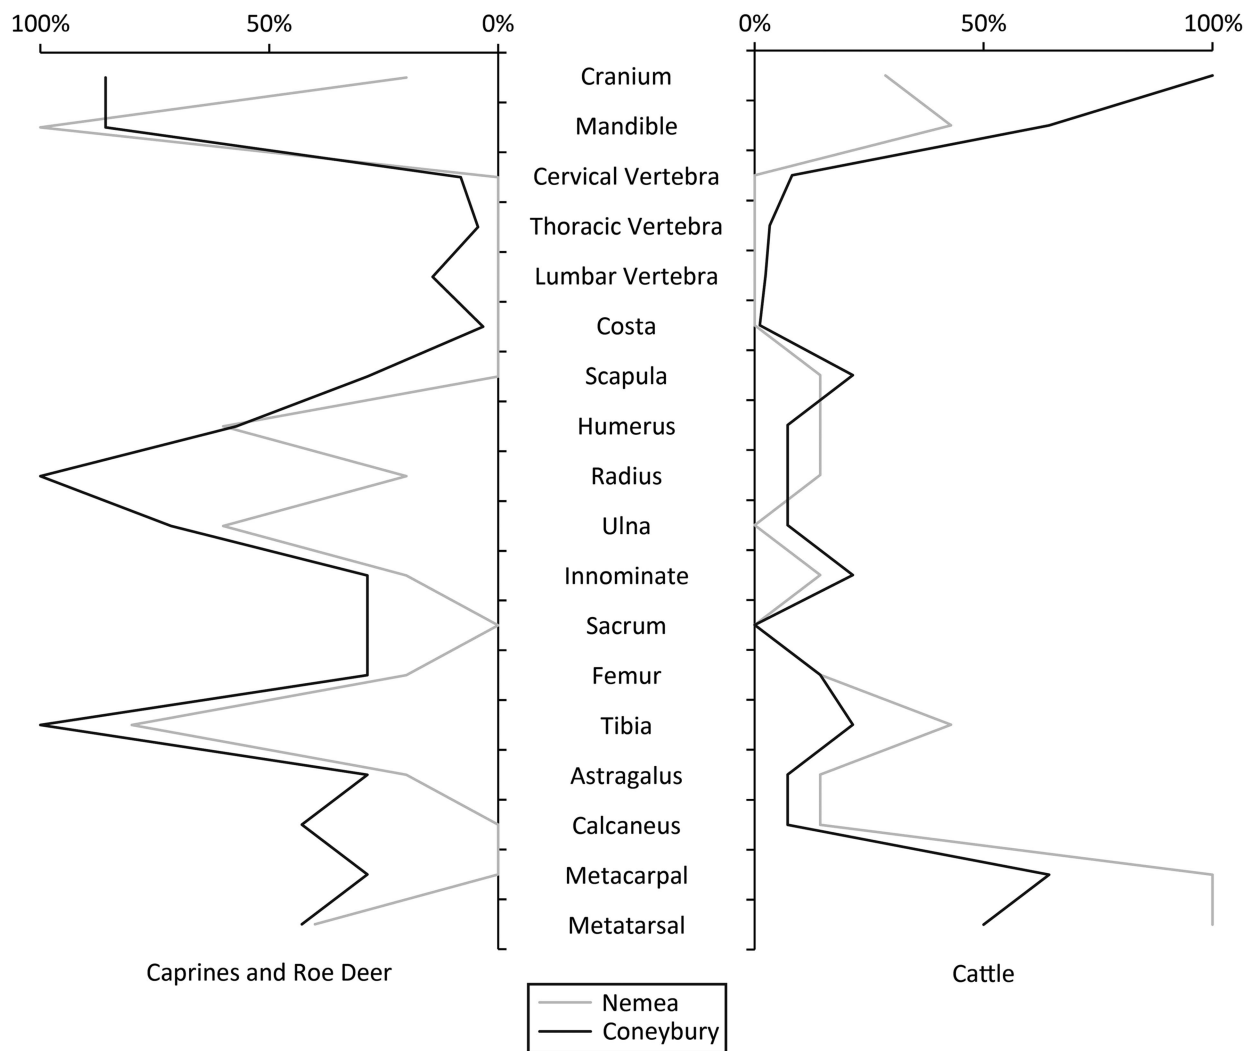 100% 50% 0% 0% 50% 100%
Cranium
Mandible
Cervical Vertebra
Thoracic Vertebra
Lumbar Vertebra
Costa
Scapula
Humerus
Radius
Ulna
Innominate
Sacrum
Femur
Tibia
Astragalus
Calcaneus
Metacarpal
Metatarsal
Caprines and Roe Deer Cattle
Nemea
Coneybury